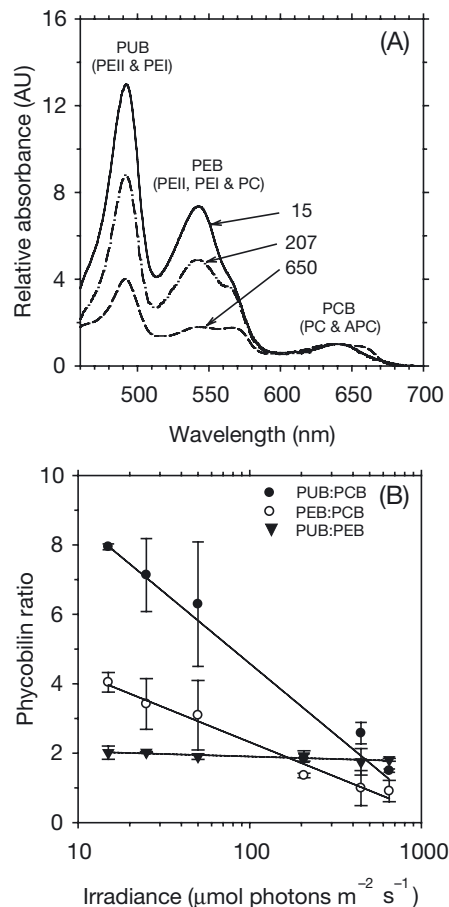 (A)
PUB
(PEII & PEI)
PEB
(PEII, PEI & PC)
15
207
650
PCB
(PC & APC)
Relative absorbance (AU)
16
12
8
4
0
500
550
600
650
700
Wavelength (nm)
(B)
PUB:PCB
PEB:PCB
PUB:PEB
Phycobilin ratio
10
8
6
4
2
0
10
100
1000
Irradiance (μmol photons m⁻² s⁻¹)